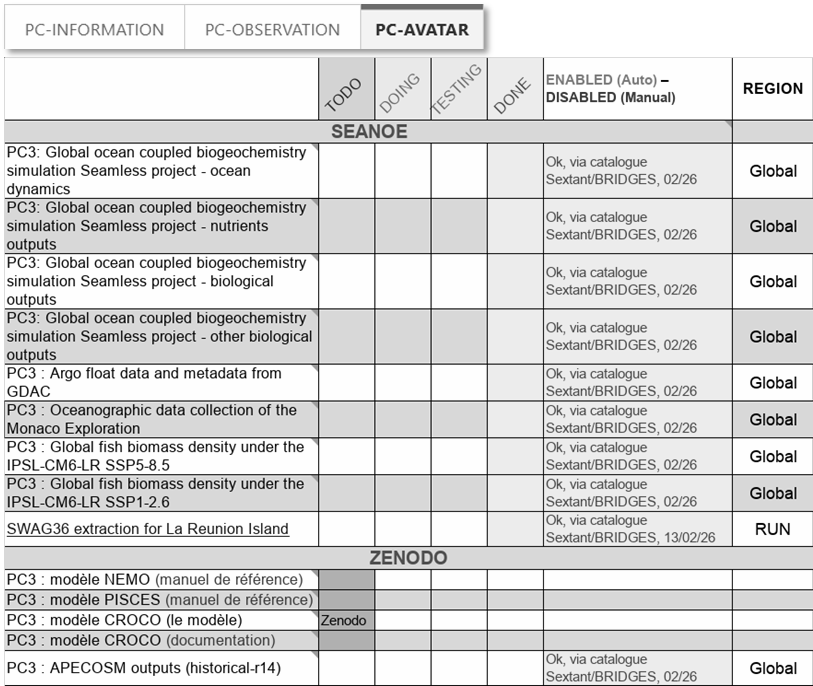 PC-INFORMATION PC-OBSERVATION PC-AVATAR
TODO DOING TESTING DONE ENABLED (Auto) – REGION
DISABLED (Manual)
SEANOE
PC3: Global ocean coupled biogeochemistry
simulation Seamless project - ocean
dynamics
Ok, via catalogue
Sextant/BRIDGES, 02/26
Global
PC3: Global ocean coupled biogeochemistry
simulation Seamless project - nutrients
outputs
Ok, via catalogue
Sextant/BRIDGES, 02/26
Global
PC3: Global ocean coupled biogeochemistry
simulation Seamless project - biological
outputs
Ok, via catalogue
Sextant/BRIDGES, 02/26
Global
PC3: Global ocean coupled biogeochemistry
simulation Seamless project - other biological
outputs
Ok, via catalogue
Sextant/BRIDGES, 02/26
Global
PC3 : Argo float data and metadata from
GDAC
Ok, via catalogue
Sextant/BRIDGES, 02/26
Global
PC3 : Oceanographic data collection of the
Monaco Exploration
Ok, via catalogue
Sextant/BRIDGES, 02/26
Global
PC3 : Global fish biomass density under the
IPSL-CM6-LR SSP5-8.5
Ok, via catalogue
Sextant/BRIDGES, 02/26
Global
PC3 : Global fish biomass density under the
IPSL-CM6-LR SSP1-2.6
Ok, via catalogue
Sextant/BRIDGES, 02/26
Global
SWAG36 extraction for La Reunion Island
Ok, via catalogue
Sextant/BRIDGES, 13/02/26
RUN
ZENODO
PC3 : modèle NEMO (manuel de référence)
PC3 : modèle PISCES (manuel de référence)
PC3 : modèle CROCO (le modèle) Zenodo
PC3 : modèle CROCO (documentation)
PC3 : APECOSM outputs (historical-r14)
Ok, via catalogue
Sextant/BRIDGES, 02/26
Global